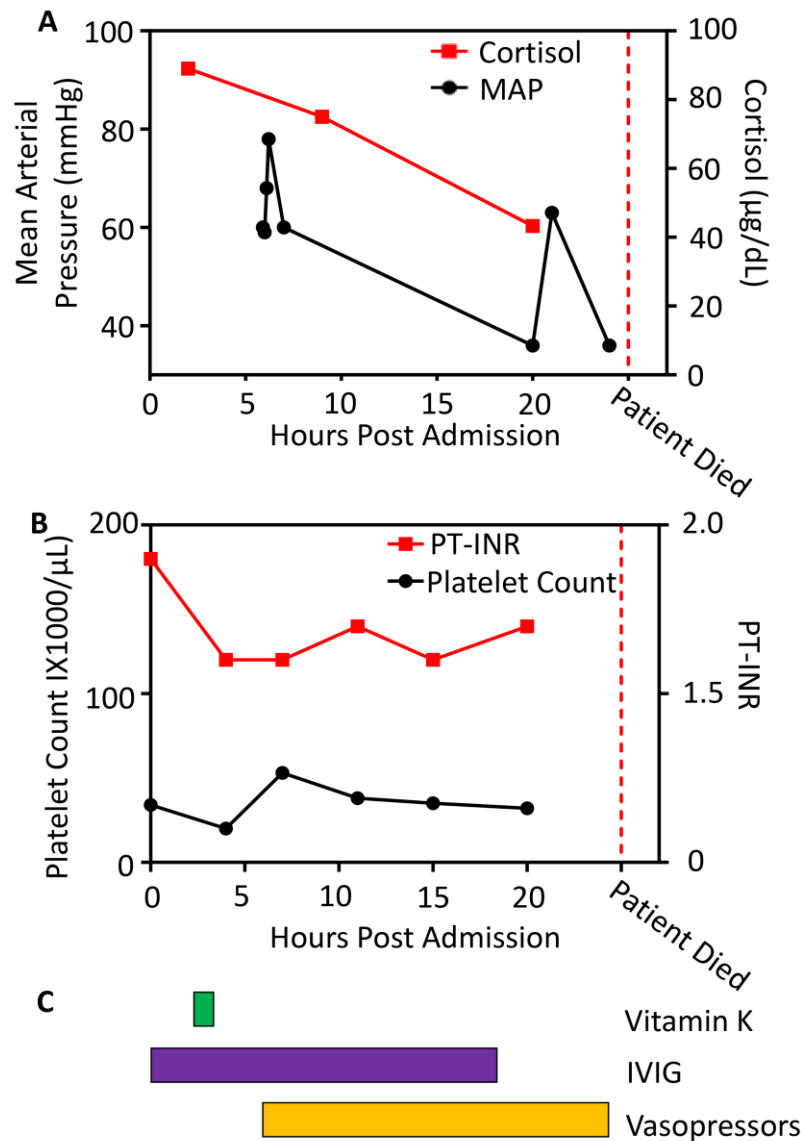 A
Mean Arterial
Pressure (mmHg)
100
80
60
40
Cortisol
MAP
100
80
60
40
20
0
Cortisol (µg/dL)
0 5 10 15 20
Hours Post Admission
Patient Died
B
Platelet Count IX1000/µL
200
100
0
PT-INR
Platelet Count
2.0
1.5
0
PT-INR
0 5 10 15 20
Hours Post Admission
Patient Died
C
Vitamin K
IVIG
Vasopressors